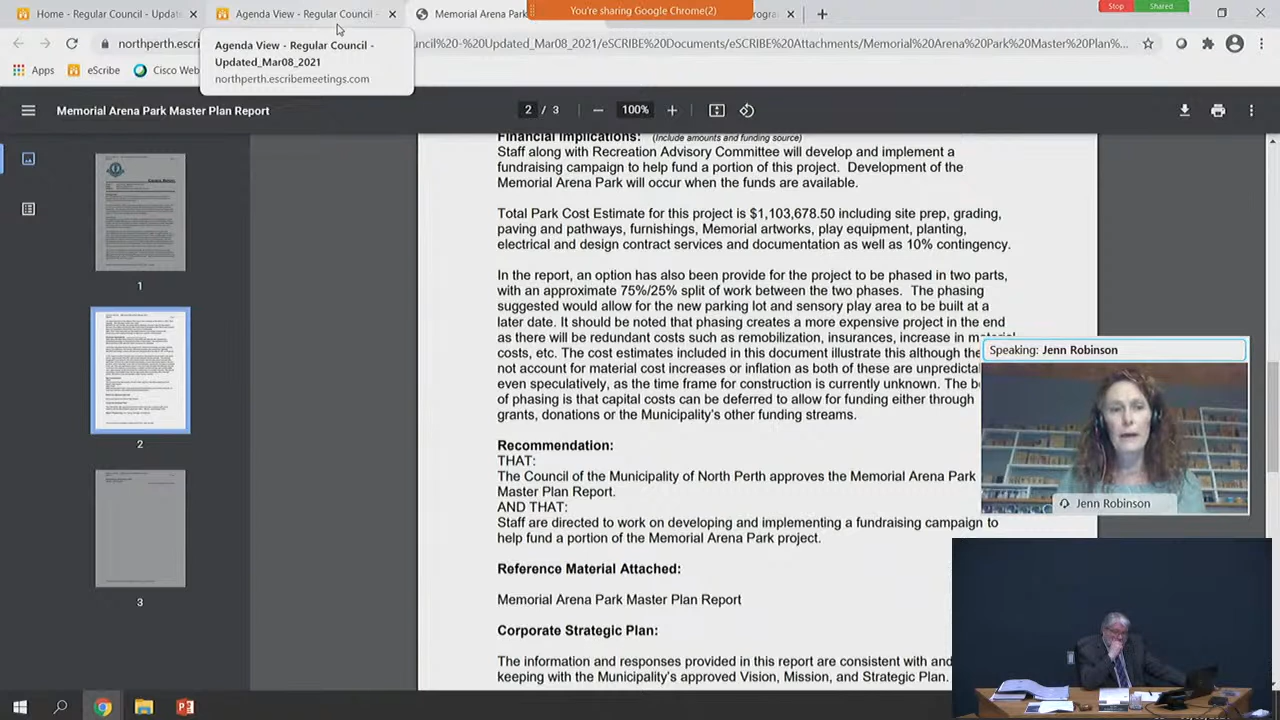 Home - Regular Council - Updat
Agenda View - Regular Council -
Memorial Arena Park
You're sharing Google Chrome(2)
Stop
Shared
northperth.escri
Agenda View - Regular Council -
Updated_Mar08_2021
northperth.escribemeetings.com
uncil%20-%20Updated_Mar08_2021/eSCRIBE%20Documents/eSCRIBE%20Attachments/Memorial%20Arena%20Park%20Master%20Plan%...
Apps
eScribe
Cisco Web
Memorial Arena Park Master Plan Report
2 / 3
100%
1
2
3
Financial Implications: (Include amounts and funding source)
Staff along with Recreation Advisory Committee will develop and implement a
fundraising campaign to help fund a portion of this project. Development of the
Memorial Arena Park will occur when the funds are available.
Total Park Cost Estimate for this project is $1,103,678.50 including site prep, grading,
paving and pathways, furnishings, Memorial artworks, play equipment, planting,
electrical and design contract services and documentation as well as 10% contingency.
In the report, an option has also been provide for the project to be phased in two parts,
with an approximate 75%/25% split of work between the two phases. The phasing
suggested would allow for the new parking lot and sensory play area to be built at a
later date. It should be noted that phasing creates a more expensive project in the end
as there will be redundant costs such as remobilization, insurances, increase in
costs, etc. The cost estimates included in this document illustrate this although
not account for material cost increases or inflation as both of these are
even speculatively, as the time frame for construction is currently unknown. The
of phasing is that capital costs can be deferred to allow for funding either through
grants, donations or the Municipality's other funding streams.
Recommendation:
THAT:
The Council of the Municipality of North Perth approves the Memorial Arena Park
Master Plan Report.
AND THAT:
Staff are directed to work on developing and implementing a fundraising campaign to
help fund a portion of the Memorial Arena Park project.
Reference Material Attached:
Memorial Arena Park Master Plan Report
Corporate Strategic Plan:
The information and responses provided in this report are consistent with and
keeping with the Municipality's approved Vision, Mission, and Strategic Plan.
Speaking: Jenn Robinson
Jenn Robinson